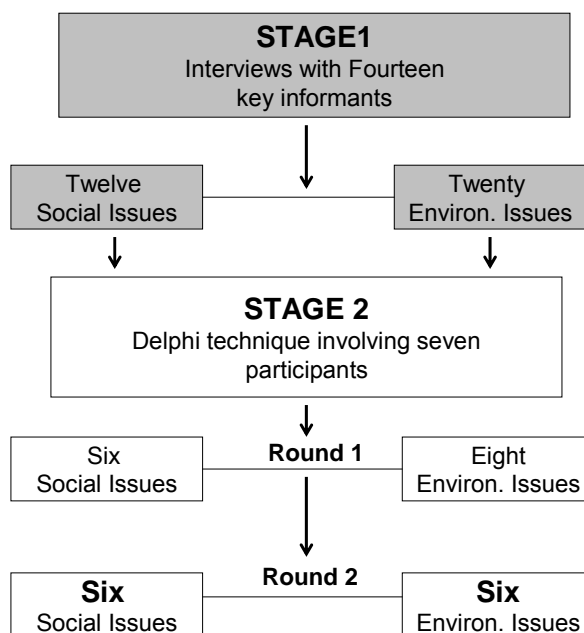 STAGE1
Interviews with Fourteen
key informants
Twelve
Social Issues
Twenty
Environ. Issues
STAGE 2
Delphi technique involving seven
participants
Six
Social Issues
Round 1
Eight
Environ. Issues
Round 2
Six
Social Issues
Six
Environ. Issues